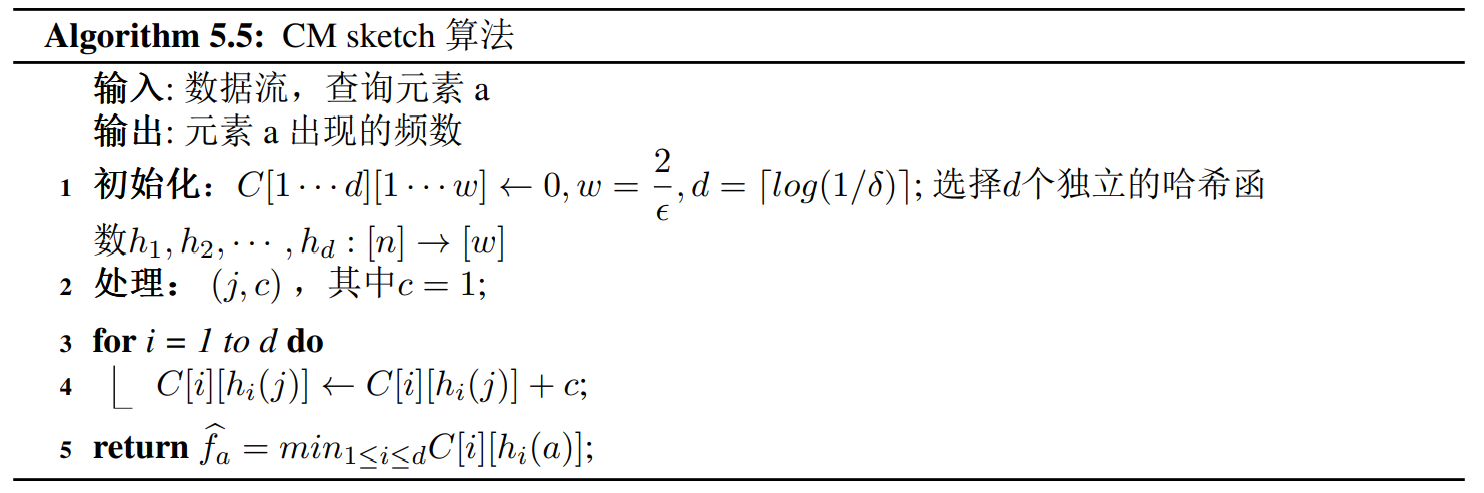 Algorithm 5.5: CM sketch 算法
输入: 数据流，查询元素 a
输出: 元素 a 出现的频数
1 初始化：$C[1 \cdots d][1 \cdots w] \leftarrow 0, w = \frac{2}{\epsilon}, d = \lceil log(1/\delta) \rceil$; 选择$d$个独立的哈希函
数$h_1, h_2, \cdots, h_d : [n] \rightarrow [w]$
2 处理： $(j, c)$ ，其中$c = 1$;
3 for i = 1 to d do
4 $C[i][h_i(j)] \leftarrow C[i][h_i(j)] + c$;
5 return $\widehat{f}_a = min_{1 \leq i \leq d} C[i][h_i(a)]$;